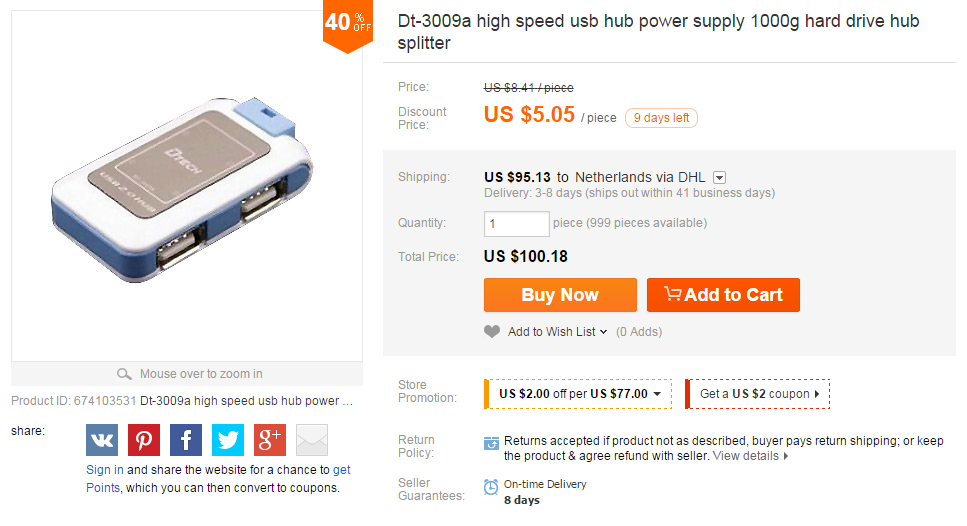 40 % OFF
DTECH
USB 2.0 HUB
Mouse over to zoom in
Product ID: 674103531 Dt-3009a high speed usb hub power ...
share:
Sign in and share the website for a chance to get
Points, which you can then convert to coupons.
Dt-3009a high speed usb hub power supply 1000g hard drive hub
splitter
Price: US $8.41 / piece
Discount
Price: US $5.05 / piece 9 days left
Shipping: US $95.13 to Netherlands via DHL
Delivery: 3-8 days (ships out within 41 business days)
Quantity: 1 piece (999 pieces available)
Total Price: US $100.18
Buy Now Add to Cart
Add to Wish List (0 Adds)
Store
Promotion: US $2.00 off per US $77.00 Get a US $2 coupon
Return
Policy: Returns accepted if product not as described, buyer pays return shipping; or keep
the product & agree refund with seller. View details
Seller
Guarantees: On-time Delivery
8 days